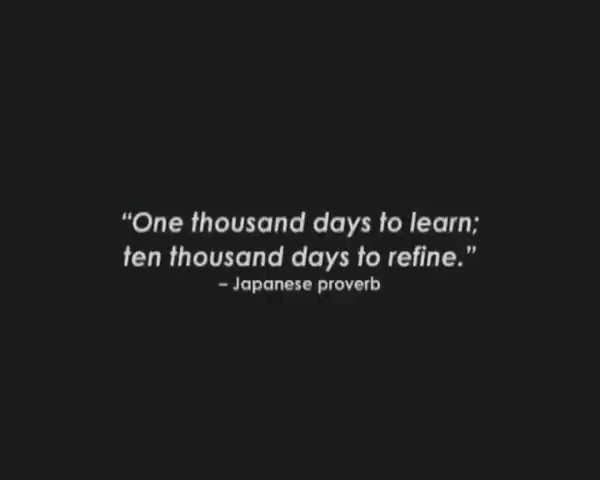 “One thousand days to learn;
ten thousand days to refine.”
– Japanese proverb